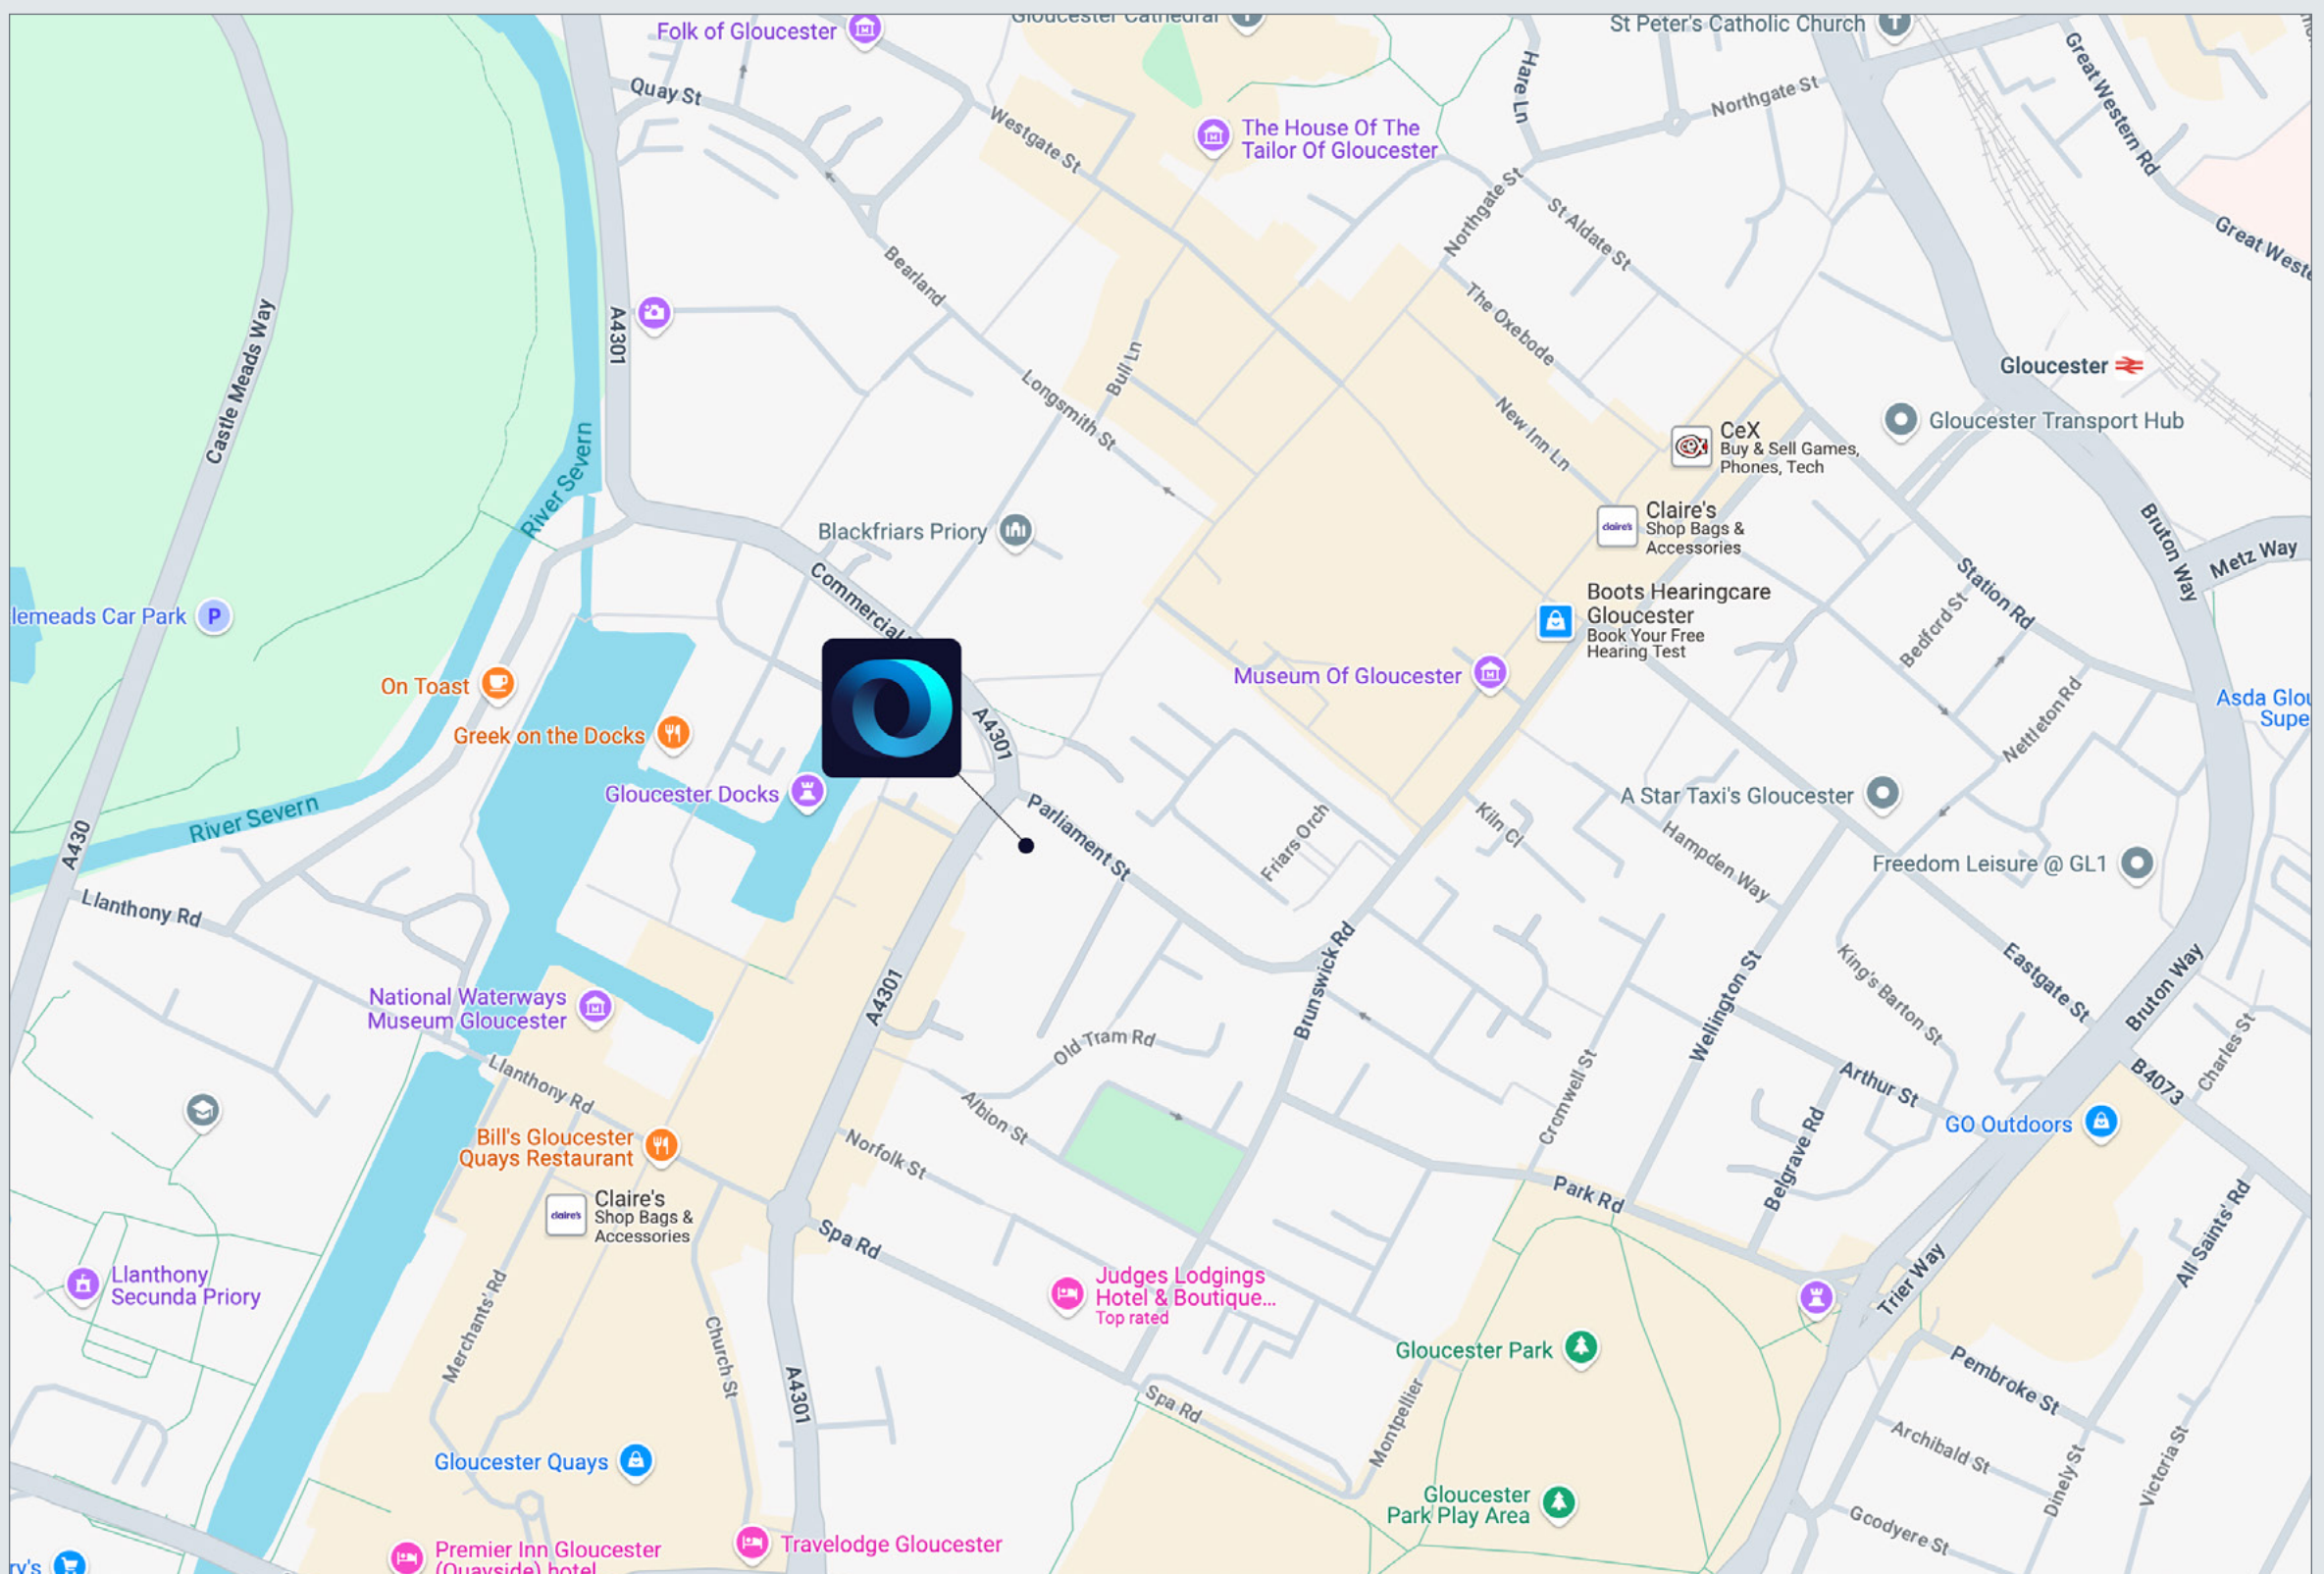 Folk of Gloucester
Gloucester Cathedral
St Peter's Catholic Church
Quay St
Westgate St
The House Of The
Tailor Of Gloucester
Hare Ln
Northgate St
Great Western Rd
Northgate St
St Aldate St
Bearland
A4301
Castle Meads Way
The Oxebode
Gloucester
Gloucester Transport Hub
Bull Ln
Longsmith St
New Inn Ln
CeX
Buy & Sell Games,
Phones, Tech
River Severn
Blackfriars Priory
claire's
Claire's
Shop Bags &
Accessories
Bruton Way
Metz Way
Commercial
Station Rd
Bedford St
lemeads Car Park
P
Boots Hearingcare
Gloucester
Book Your Free
Hearing Test
On Toast
Museum Of Gloucester
Nettleton Rd
Greek on the Docks
A4301
Gloucester Docks
A Star Taxi's Gloucester
River Severn
A430
Parliament St
Friars Orch
Kiln Cl
Hampden Way
Freedom Leisure @ GL1
Llanthony Rd
A4301
Brunswick Rd
Wellington St
King's Barton St
Eastgate St
Bruton Way
National Waterways
Museum Gloucester
Old Tram Rd
Llanthony Rd
Albion St
Cromwell St
Arthur St
B4073
Charles St
GO Outdoors
Bill's Gloucester
Quays Restaurant
Norfolk St
Belgrave Rd
Park Rd
claire's
Claire's
Shop Bags &
Accessories
Spa Rd
All Saints' Rd
Trier Way
Llanthony
Secunda Priory
Judges Lodgings
Hotel & Boutique...
Top rated
Merchants' Rd
Church St
A4301
Gloucester Park
Pembroke St
Spa Rd
Montpellier
Archibald St
Gloucester Quays
Gloucester
Park Play Area
Dinely St
Victoria St
Goodyere St
Travelodge Gloucester
Premier Inn Gloucester
(Quayside) hotel
ry's